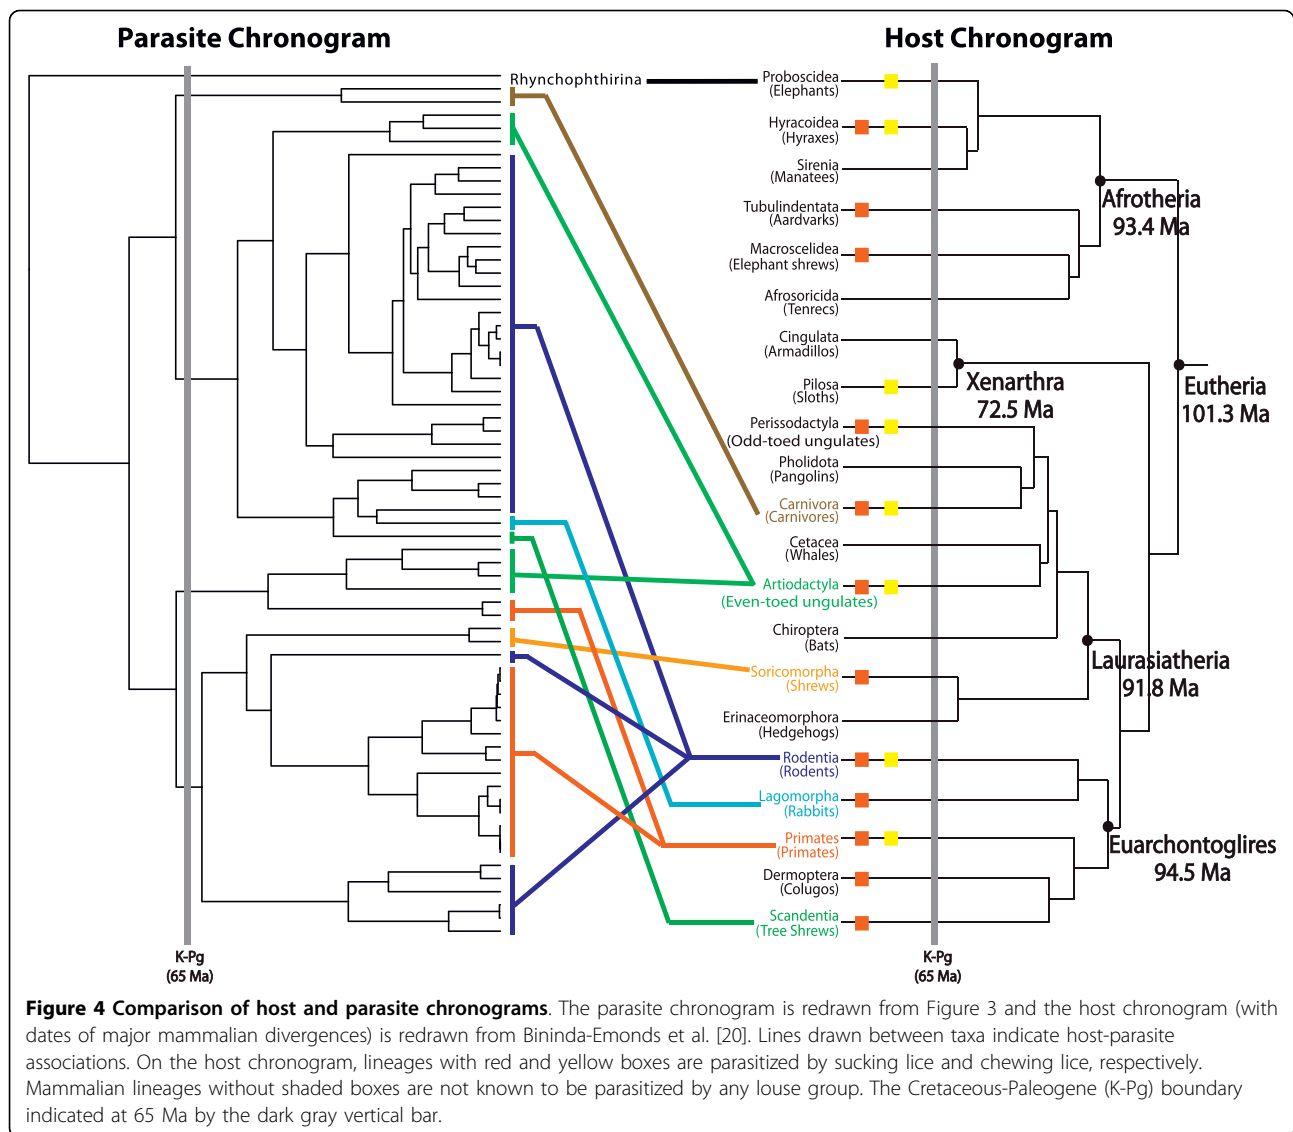 Parasite Chronogram
Host Chronogram
Rhynchophthirina
Proboscidea
(Elephants)
Hyracoidea
(Hyraxes)
Sirenia
(Manatees)
Tubulindentata
(Aardvarks)
Macroscelidea
(Elephant shrews)
Afrosoricida
(Tenrecs)
Cingulata
(Armadillos)
Pilosa
(Sloths)
Perissodactyla
(Odd-toed ungulates)
Pholidota
(Pangolins)
Carnivora
(Carnivores)
Cetacea
(Whales)
Artiodactyla
(Even-toed ungulates)
Chiroptera
(Bats)
Soricomorpha
(Shrews)
Erinaceomorphora
(Hedgehogs)
Rodentia
(Rodents)
Lagomorpha
(Rabbits)
Primates
(Primates)
Dermoptera
(Colugos)
Scandentia
(Tree Shrews)
Afrotheria
93.4 Ma
Xenarthra
72.5 Ma
Eutheria
101.3 Ma
Laurasiatheria
91.8 Ma
Euarchontoglires
94.5 Ma
K-Pg
(65 Ma)
K-Pg
(65 Ma)
Figure 4 Comparison of host and parasite chronograms. The parasite chronogram is redrawn from Figure 3 and the host chronogram (with
dates of major mammalian divergences) is redrawn from Bininda-Emonds et al. [20]. Lines drawn between taxa indicate host-parasite
associations. On the host chronogram, lineages with red and yellow boxes are parasitized by sucking lice and chewing lice, respectively.
Mammalian lineages without shaded boxes are not known to be parasitized by any louse group. The Cretaceous-Paleogene (K-Pg) boundary
indicated at 65 Ma by the dark gray vertical bar.